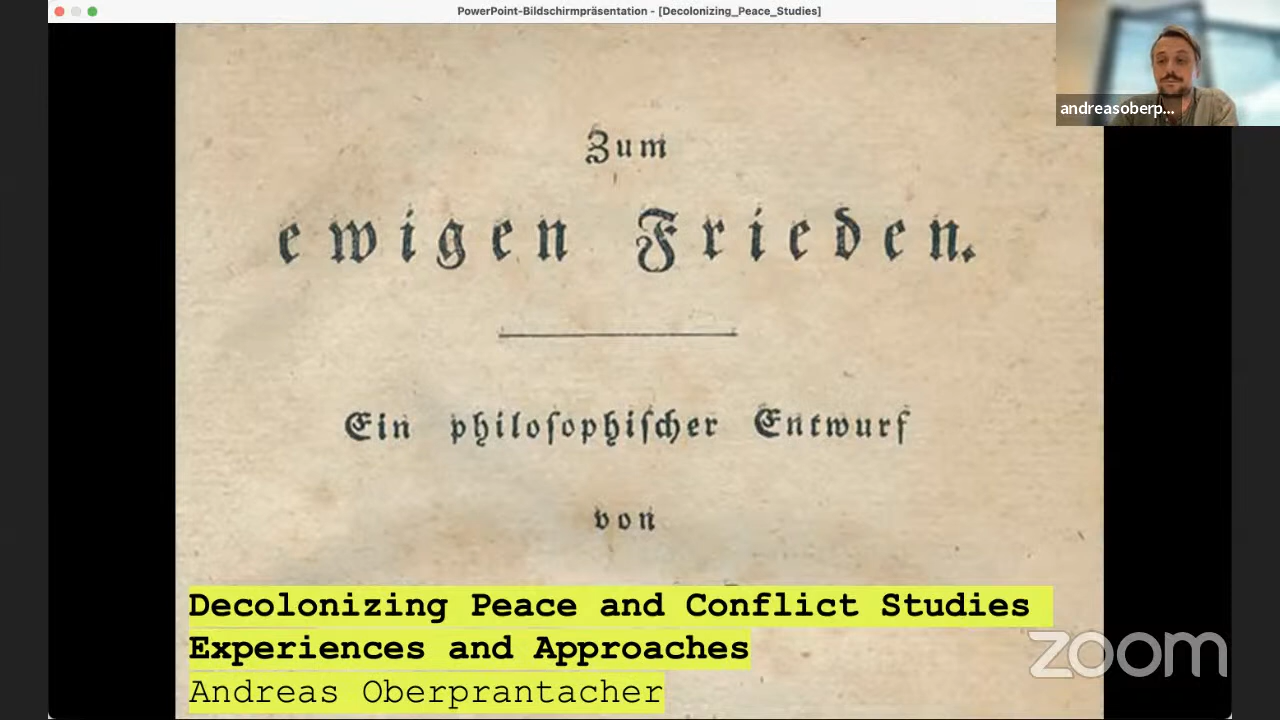 PowerPoint-Bildschirmpräsentation - [Decolonizing_Peace_Studies]
andreasoberp...
Zum
ewigen Frieden.
Ein philoſophiſcher Entwurf
von
Decolonizing Peace and Conflict Studies
Experiences and Approaches
Andreas Oberprantacher
zoom